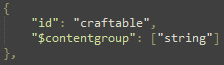 {
    "id": "craftable",
    "$contentgroup": ["string"]
},